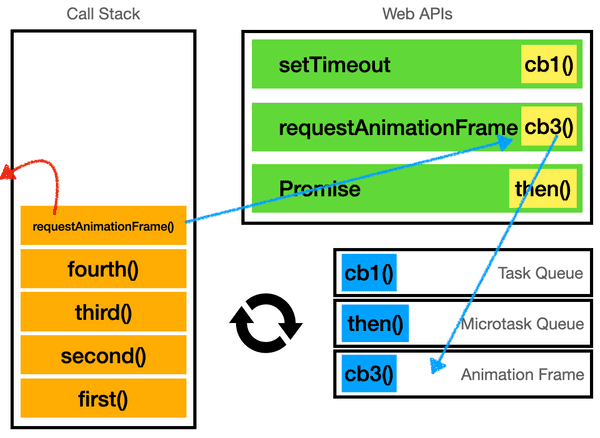 Call Stack
requestAnimationFrame()
fourth()
third()
second()
first()
Web APIs
setTimeout cb1()
requestAnimationFrame cb3()
Promise then()
cb1() Task Queue
then() Microtask Queue
cb3() Animation Frame